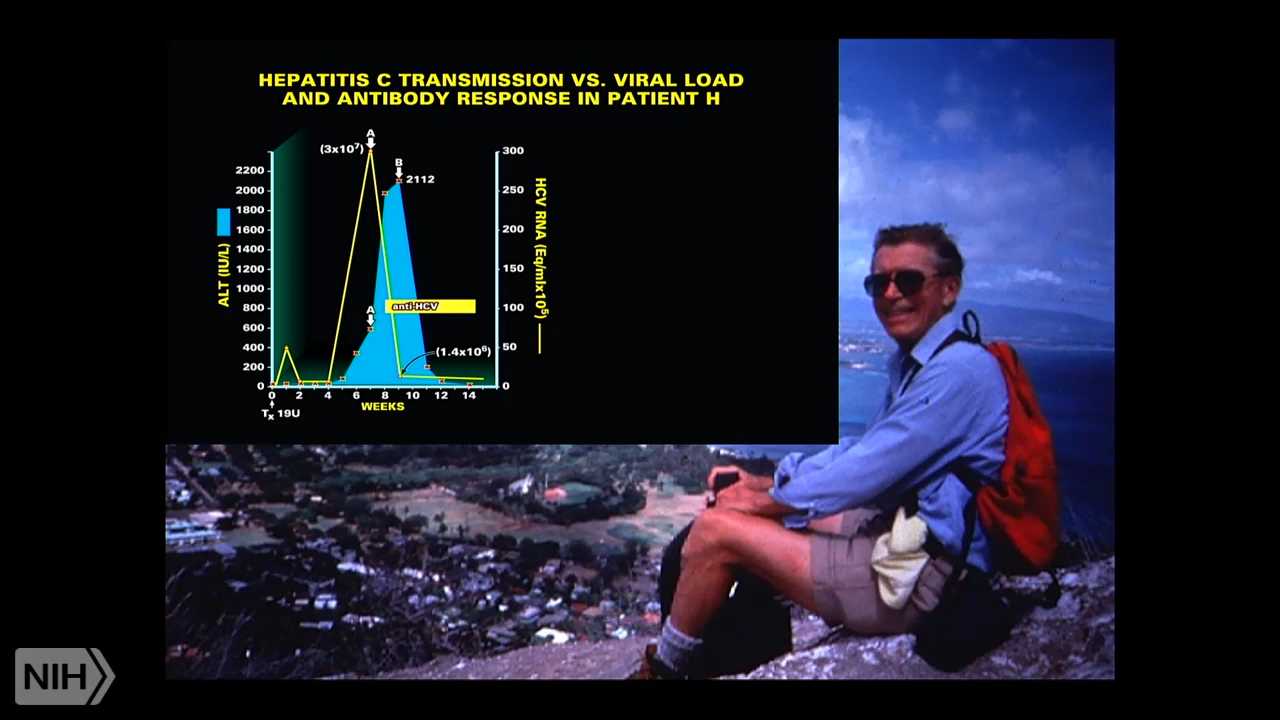 HEPATITIS C TRANSMISSION VS. VIRAL LOAD
AND ANTIBODY RESPONSE IN PATIENT H
ALT (IU/L)
2200
2000
1800
1600
1400
1200
1000
800
600
400
200
0
(3x10⁷)
A
B
2112
A
anti-HCV
(1.4x10⁶)
300
250
200
150
100
50
0
HCV RNA (Eq/mlx10⁵)
0 2 4 6 8 10 12 14
WEEKS
Tx 19U
NIH